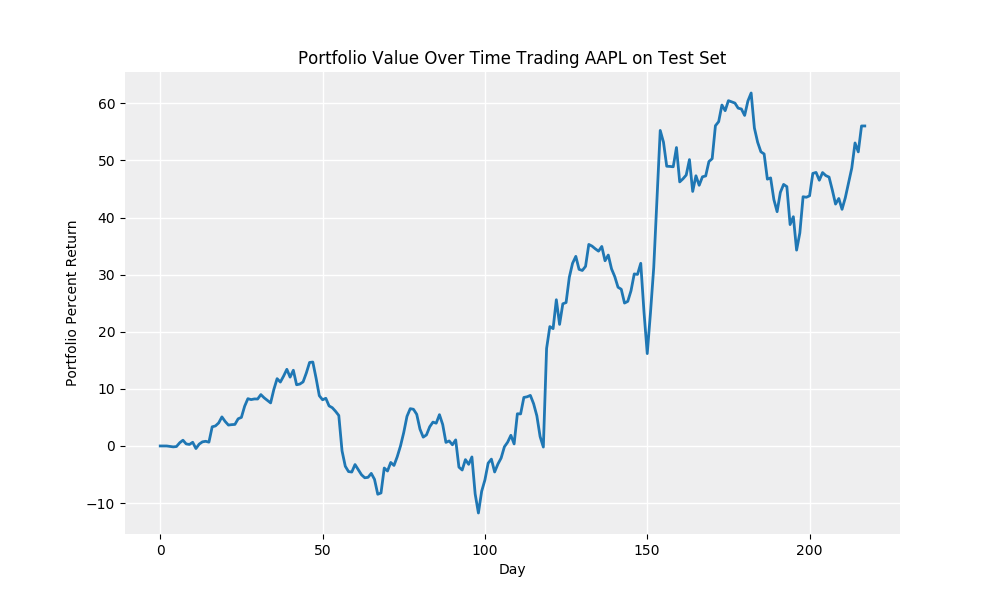 Portfolio Value Over Time Trading AAPL on Test Set
Portfolio Percent Return
60
50
40
30
20
10
0
−10
0 50 100 150 200
Day